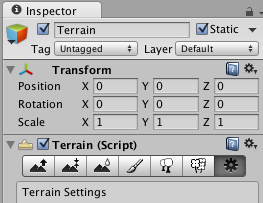 Inspector
Terrain Static
Tag Untagged Layer Default
Transform
Position X 0 Y 0 Z 0
Rotation X 0 Y 0 Z 0
Scale X 1 Y 1 Z 1
Terrain (Script)
Terrain Settings